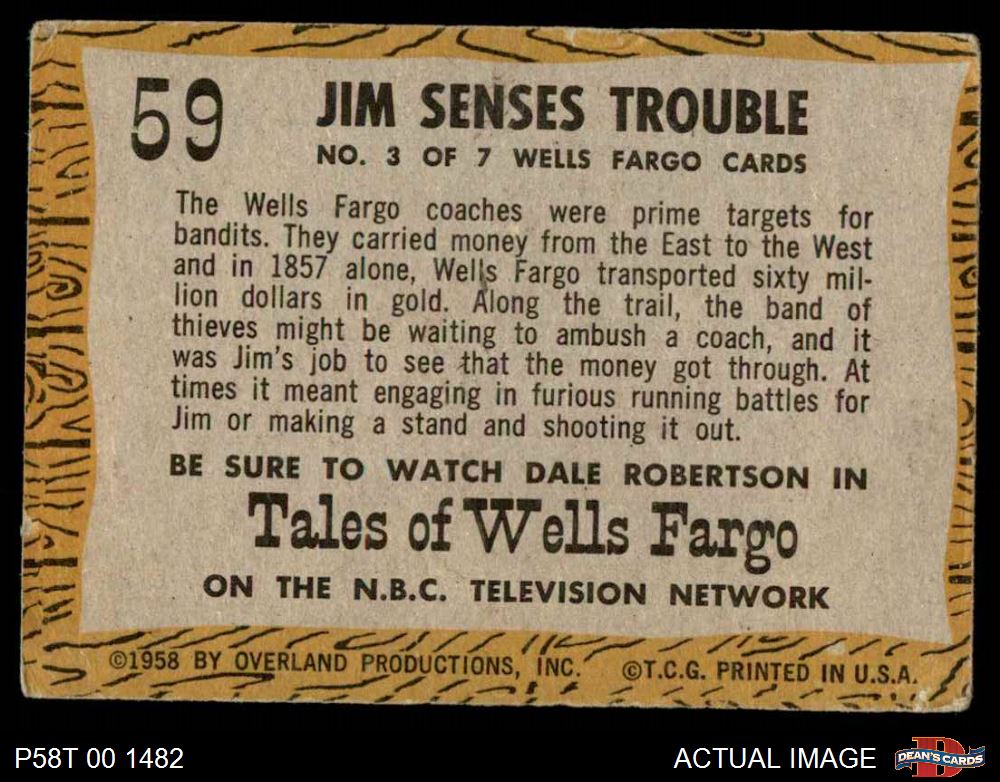 59
JIM SENSES TROUBLE
NO. 3 OF 7 WELLS FARGO CARDS
The Wells Fargo coaches were prime targets for
bandits. They carried money from the East to the West
and in 1857 alone, Wells Fargo transported sixty mil-
lion dollars in gold. Along the trail, the band of
thieves might be waiting to ambush a coach, and it
was Jim's job to see that the money got through. At
times it meant engaging in furious running battles for
Jim or making a stand and shooting it out.
BE SURE TO WATCH DALE ROBERTSON IN
Tales of Wells Fargo
ON THE N.B.C. TELEVISION NETWORK
©1958 BY OVERLAND PRODUCTIONS, INC. ©T.C.G. PRINTED IN U.S.A.
P58T 00 1482
ACTUAL IMAGE
D
DEAN'S CARDS